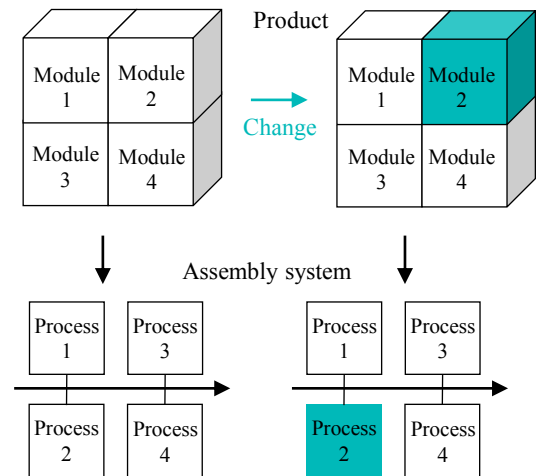 Product
Module
1
Module
2
Module
1
Module
2
Change
Module
3
Module
4
Module
3
Module
4
Assembly system
Process
1
Process
3
Process
1
Process
3
Process
2
Process
4
Process
2
Process
4